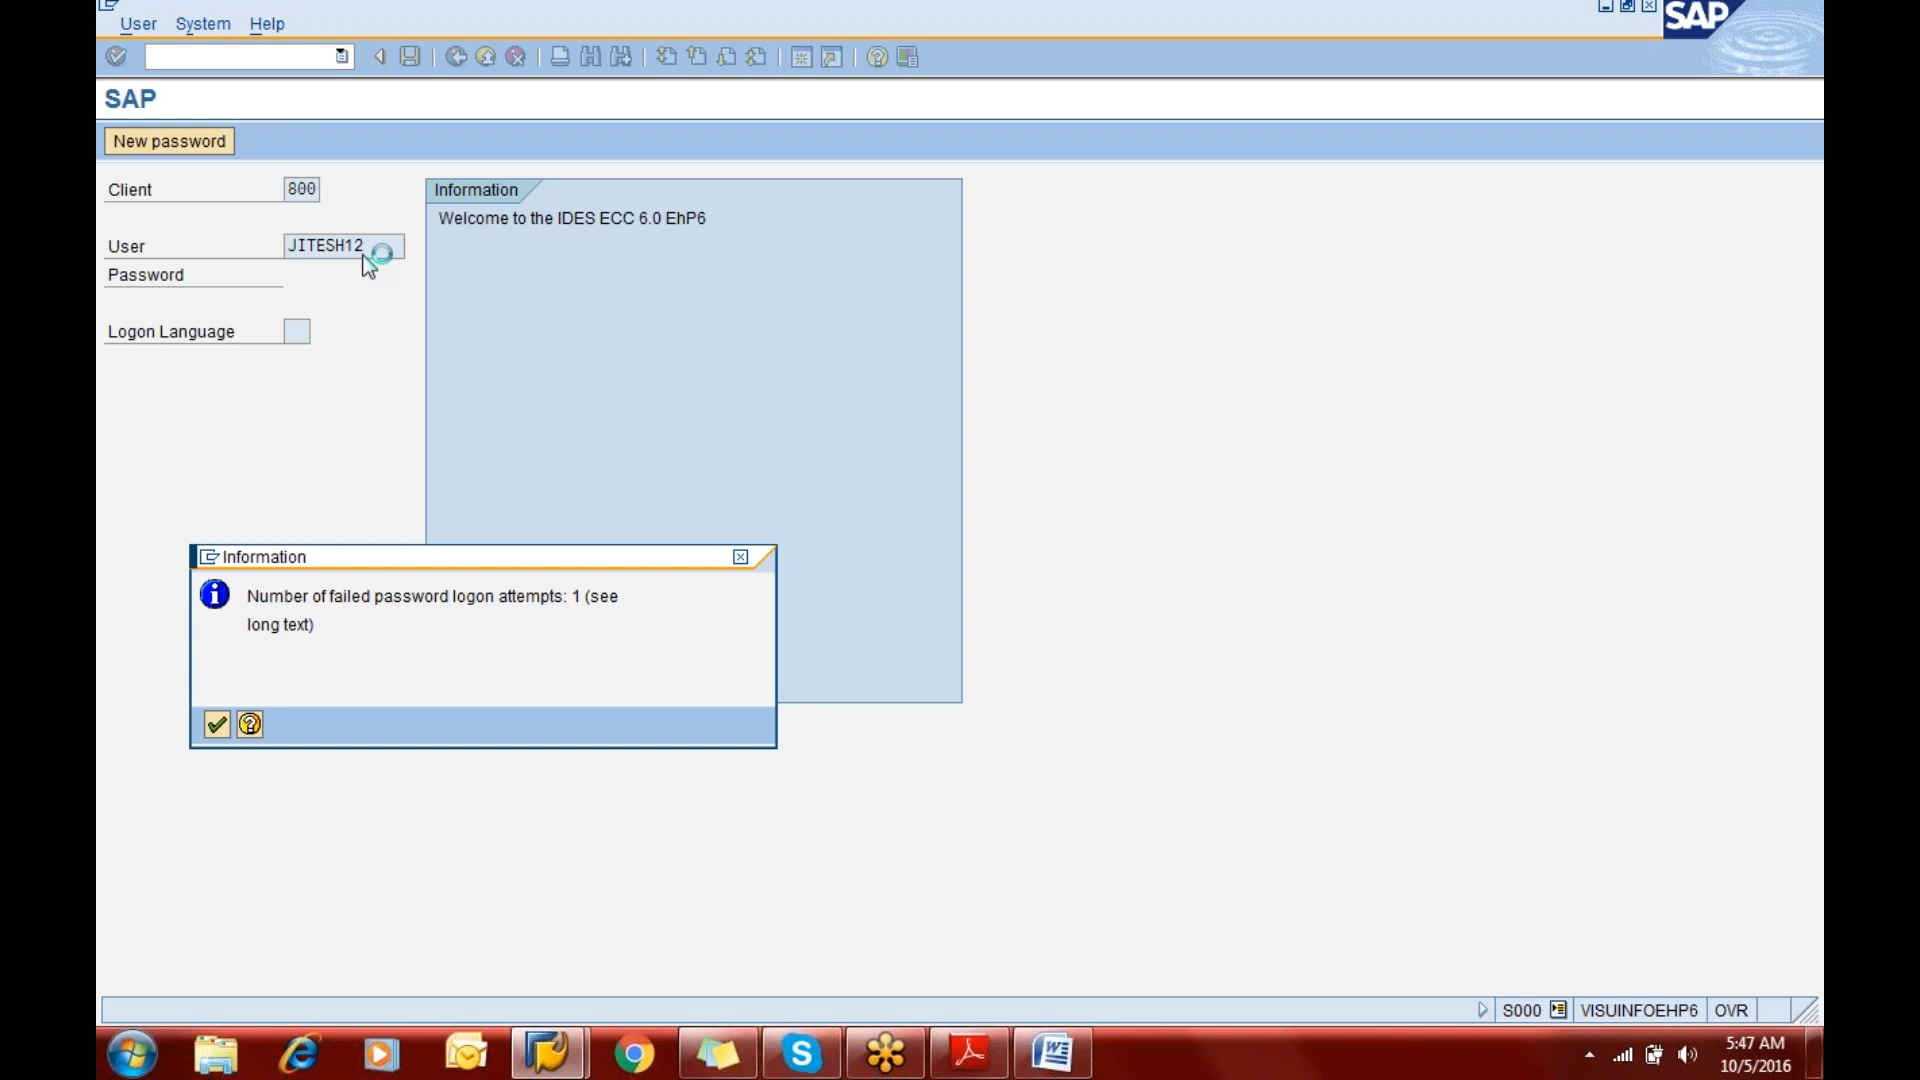 User System Help
SAP
SAP
New password
Client 800
Information
Welcome to the IDES ECC 6.0 EhP6
User JITESH12
Password
Logon Language
Information
Number of failed password logon attempts: 1 (see
long text)
S000 VISUINFOEHP6 OVR
5:47 AM
10/5/2016